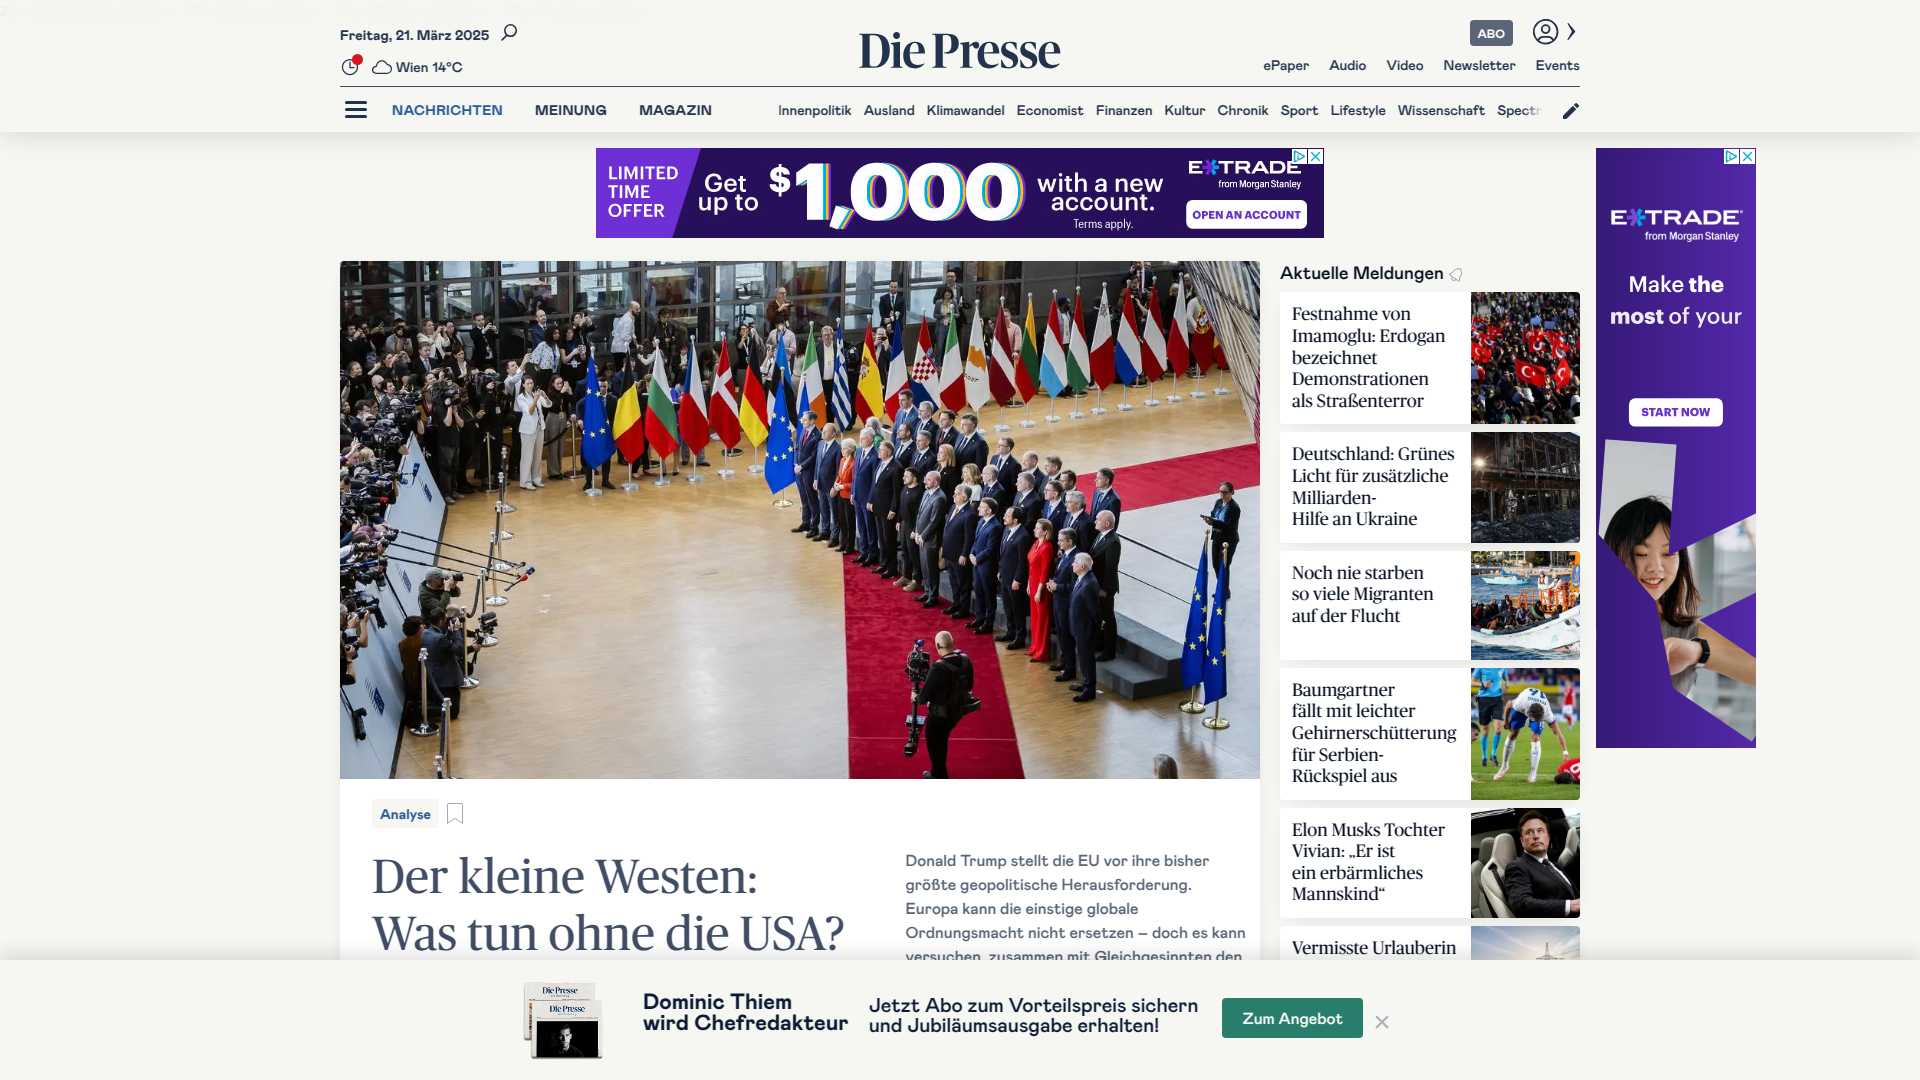 Freitag, 21. März 2025
Wien 14°C
Die Presse
ABO
ePaper Audio Video Newsletter Events
NACHRICHTEN MEINUNG MAGAZIN
Innenpolitik Ausland Klimawandel Economist Finanzen Kultur Chronik Sport Lifestyle Wissenschaft Spectr
LIMITED
TIME
OFFER
Get
up to
$1,000
with a new
account.
Terms apply.
E*TRADE
from Morgan Stanley
OPEN AN ACCOUNT
E*TRADE
from Morgan Stanley
Make the
most of your
START NOW
Aktuelle Meldungen
Festnahme von
Imamoglu: Erdogan
bezeichnet
Demonstrationen
als Straßenterror
Deutschland: Grünes
Licht für zusätzliche
Milliarden-
Hilfe an Ukraine
Noch nie starben
so viele Migranten
auf der Flucht
Baumgartner
fällt mit leichter
Gehirnerschütterung
für Serbien-
Rückspiel aus
Elon Musks Tochter
Vivian: „Er ist
ein erbärmliches
Mannskind“
Vermisste Urlauberin
Analyse
Der kleine Westen:
Was tun ohne die USA?
Donald Trump stellt die EU vor ihre bisher
größte geopolitische Herausforderung.
Europa kann die einstige globale
Ordnungsmacht nicht ersetzen – doch es kann
versuchen, zusammen mit Gleichgesinnten den
Die Presse
Die Presse
Dominic Thiem
wird Chefredakteur
Jetzt Abo zum Vorteilspreis sichern
und Jubiläumsausgabe erhalten!
Zum Angebot